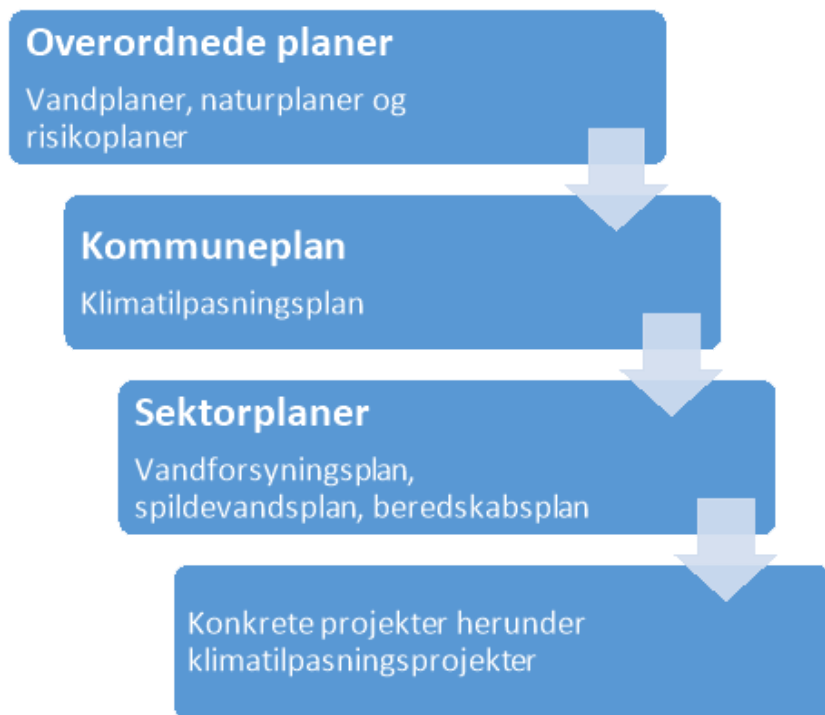 Overordnede planer
Vandplaner, naturplaner og
risikoplaner
Kommuneplan
Klimatilpasningsplan
Sektorplaner
Vandforsyningsplan,
spildevandsplan, beredskabsplan
Konkrete projekter herunder
klimatilpasningsprojekter